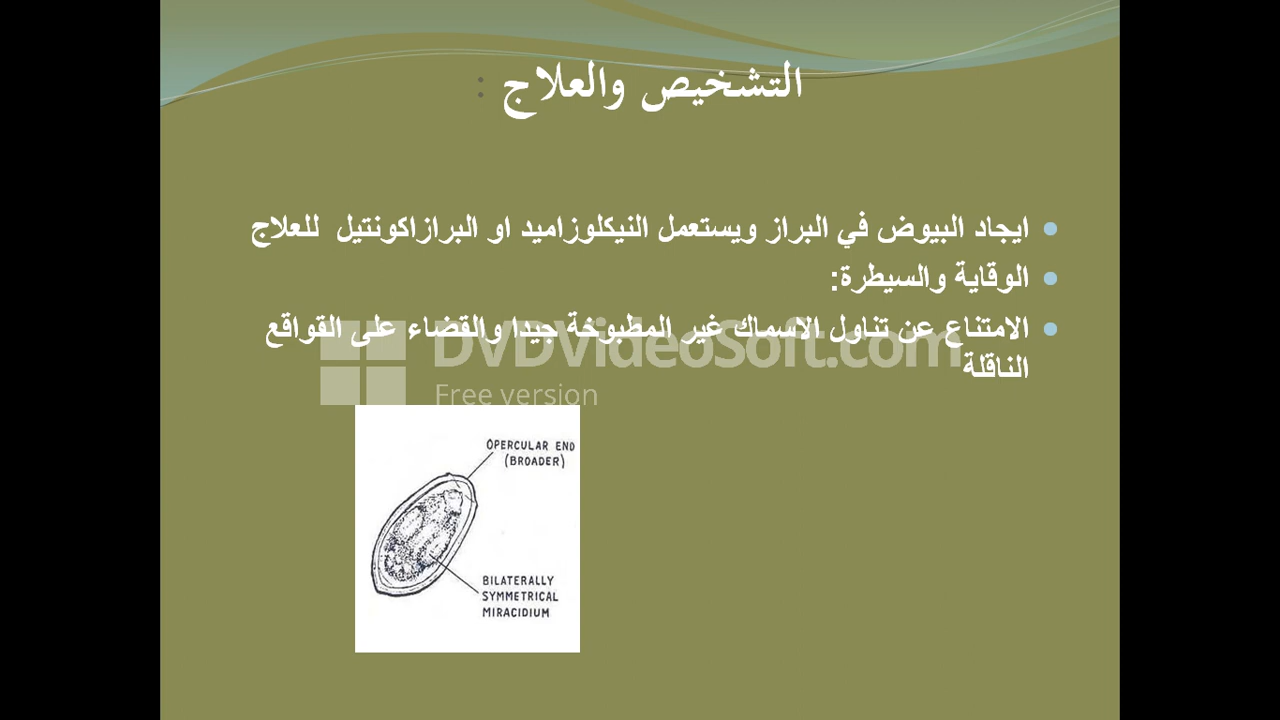 التشخيص والعلاج :
ايجاد البيوض في البراز ويستعمل النيكلوزاميد او البرازاكونتيل للعلاج
الوقاية والسيطرة:
الامتناع عن تناول الاسماك غير المطبوخة جيدا والقضاء على القواقع
الناقلة
DVDVideoSoft.com
Free version
OPERCULAR END
(BROADER)
BILATERALLY
SYMMETRICAL
MIRACIDIUM